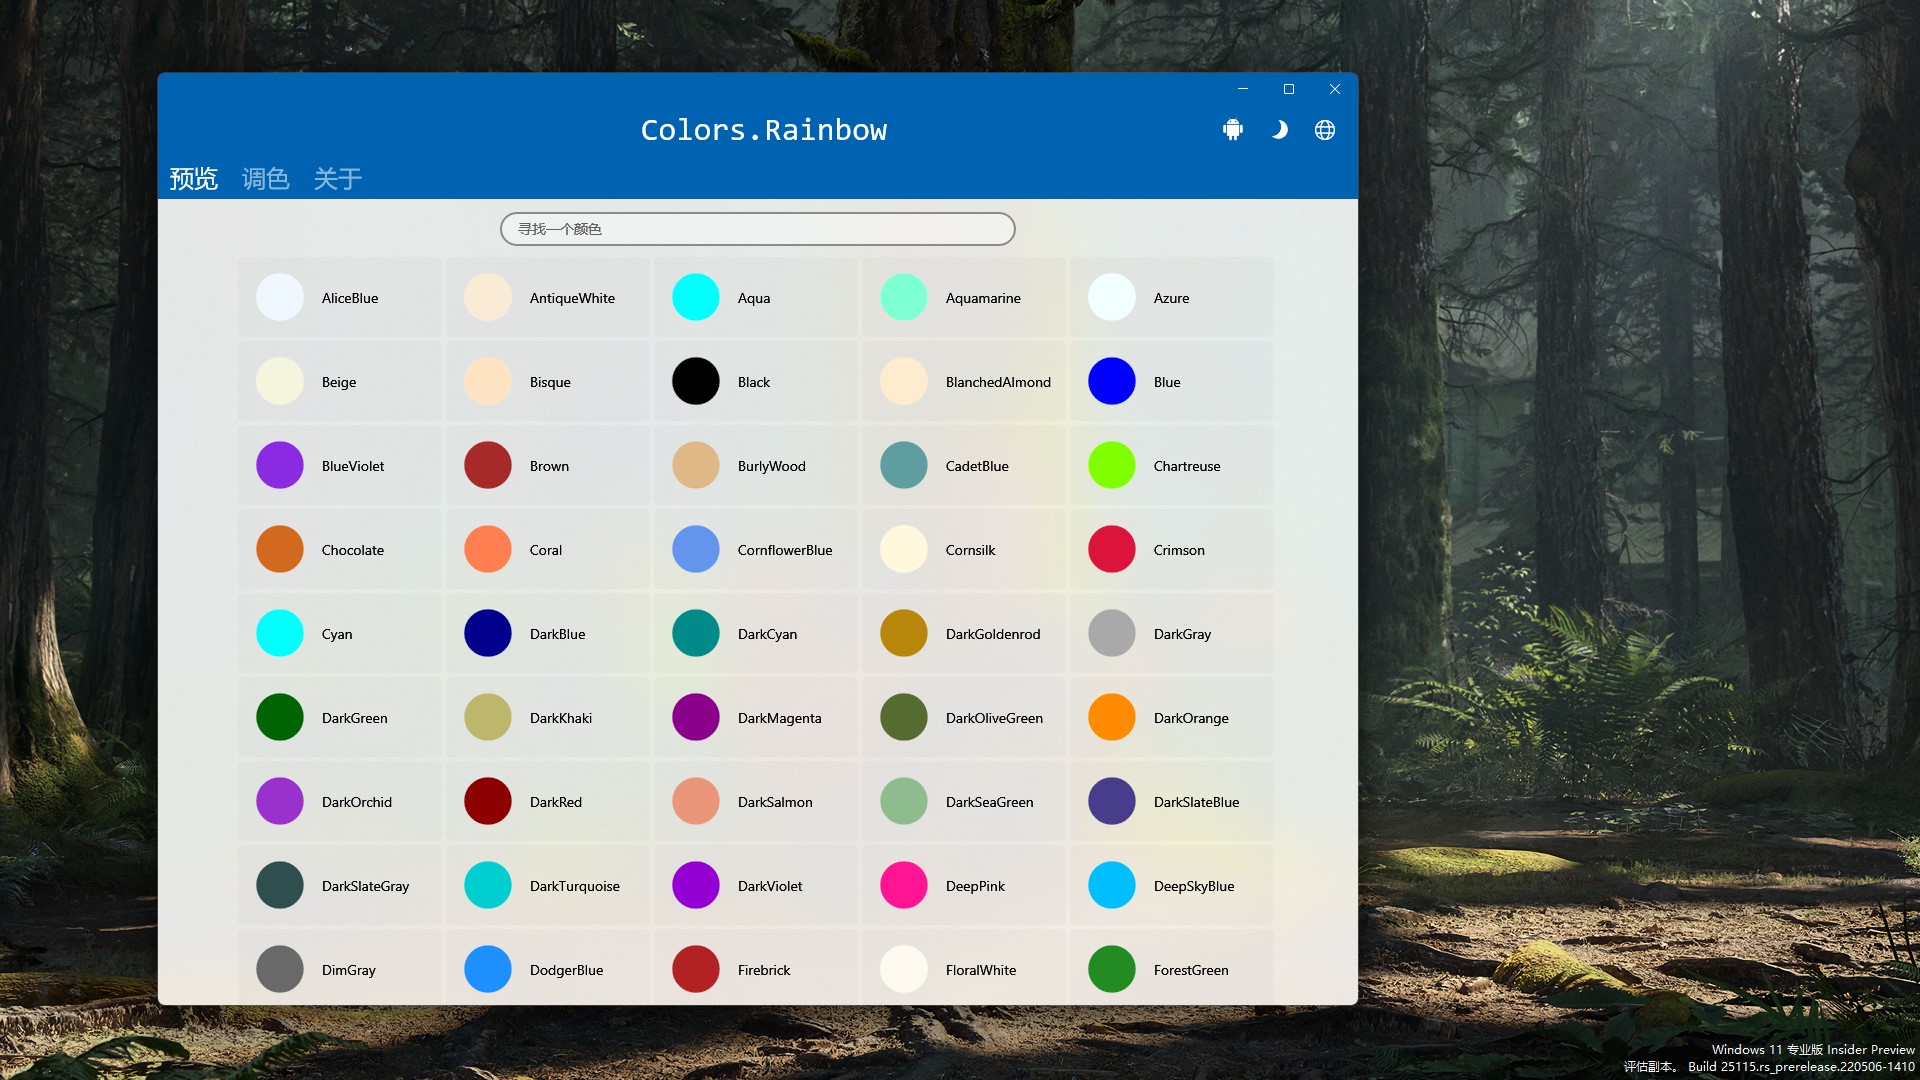 Colors.Rainbow
预览 调色 关于
寻找一个颜色
AliceBlue AntiqueWhite Aqua Aquamarine Azure
Beige Bisque Black BlanchedAlmond Blue
BlueViolet Brown BurlyWood CadetBlue Chartreuse
Chocolate Coral CornflowerBlue Cornsilk Crimson
Cyan DarkBlue DarkCyan DarkGoldenrod DarkGray
DarkGreen DarkKhaki DarkMagenta DarkOliveGreen DarkOrange
DarkOrchid DarkRed DarkSalmon DarkSeaGreen DarkSlateBlue
DarkSlateGray DarkTurquoise DarkViolet DeepPink DeepSkyBlue
DimGray DodgerBlue Firebrick FloralWhite ForestGreen
Windows 11 专业版 Insider Preview
评估副本。 Build 25115.rs_prerelease.220506-1410